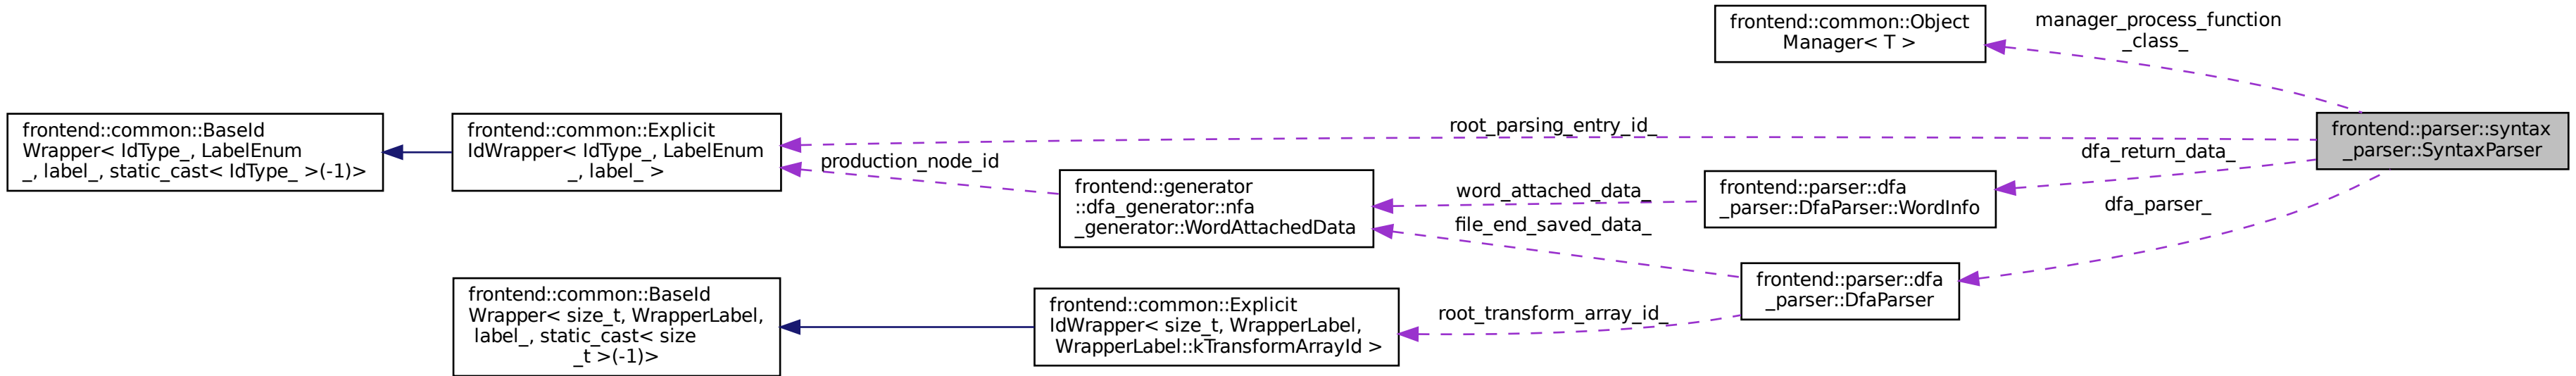 frontend::common::Object
Manager< T >
manager_process_function
_class_
frontend::common::BaseId
Wrapper< IdType_, LabelEnum
_, label_, static_cast< IdType_ >(-1)>
frontend::common::Explicit
IdWrapper< IdType_, LabelEnum
_, label_ >
root_parsing_entry_id_
frontend::parser::syntax
_parser::SyntaxParser
production_node_id
dfa_return_data_
frontend::generator
::dfa_generator::nfa
_generator::WordAttachedData
word_attached_data_
frontend::parser::dfa
_parser::DfaParser::WordInfo
file_end_saved_data_
dfa_parser_
frontend::common::BaseId
Wrapper< size_t, WrapperLabel,
label_, static_cast< size
_t >(-1)>
frontend::common::Explicit
IdWrapper< size_t, WrapperLabel,
WrapperLabel::kTransformArrayId >
root_transform_array_id_
frontend::parser::dfa
_parser::DfaParser